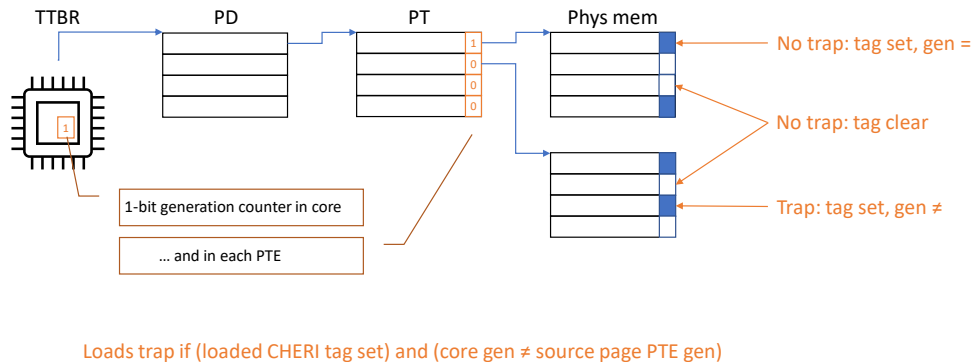 TTBR
PD
PT
Phys mem
1
0
0
0
1
No trap: tag set, gen =
No trap: tag clear
Trap: tag set, gen ≠
1-bit generation counter in core
... and in each PTE
Loads trap if (loaded CHERI tag set) and (core gen ≠ source page PTE gen)